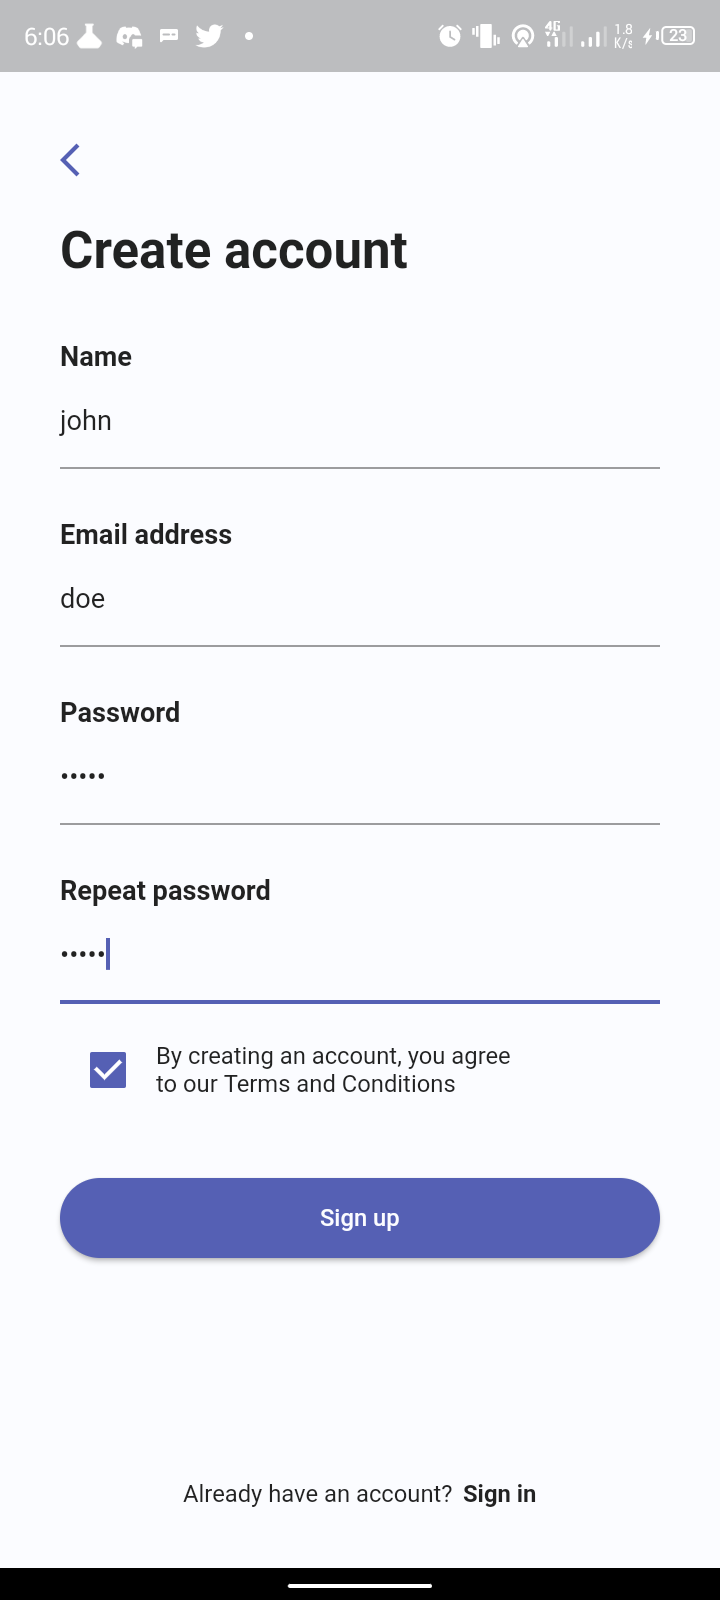 6:06 4G 1.8 K/s 23
Create account
Name
john
Email address
doe
Password
•••••
Repeat password
•••••
By creating an account, you agree
to our Terms and Conditions
Sign up
Already have an account? Sign in